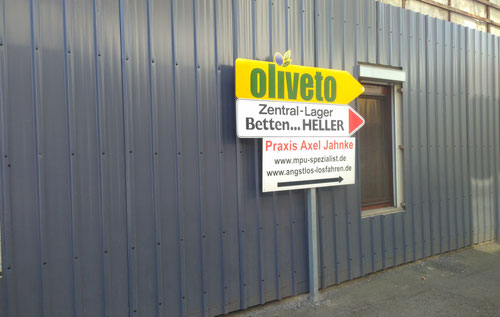 oliveto
Zentral-Lager
Betten...HELLER
Praxis Axel Jahnke
www.mpu-spezialist.de
www.angstlos-losfahren.de